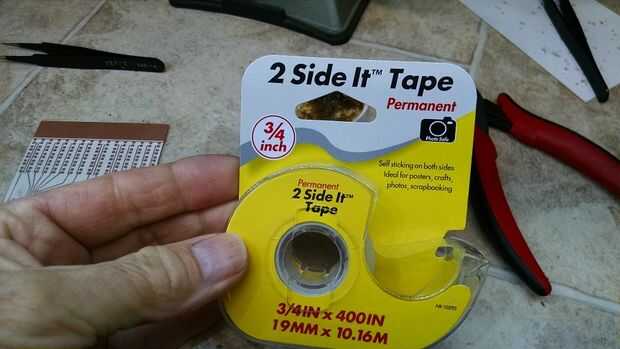 2 Side It™ Tape
Permanent
3/4
inch
Photo Safe
Self sticking on both sides
Ideal for posters, crafts,
photos, scrapbooking
Permanent
2 Side It™
Tape
3/4IN x 400IN
19MM x 10.16M